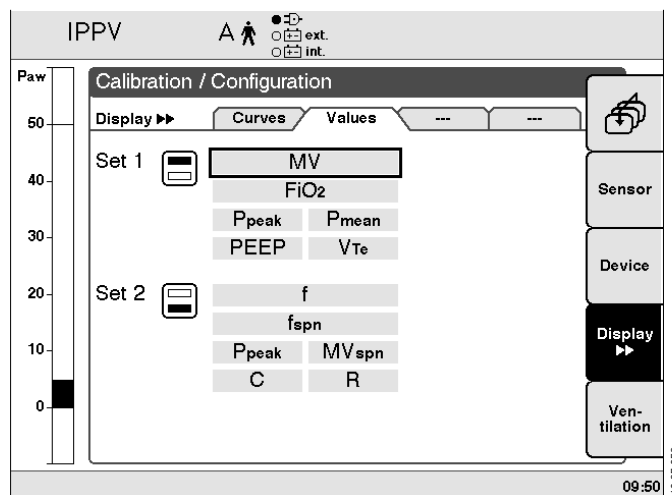 IPPV A ext.
int.
Paw
Calibration / Configuration
Display ▸▸ Curves Values --- ---
50
40
30
20
10
0
Set 1 MV
FiO2
Ppeak Pmean
PEEP VTe
Set 2 f
fspn
Ppeak MVspn
C R
Sensor
Device
Display
▸▸
Ven-
tilation
09:50